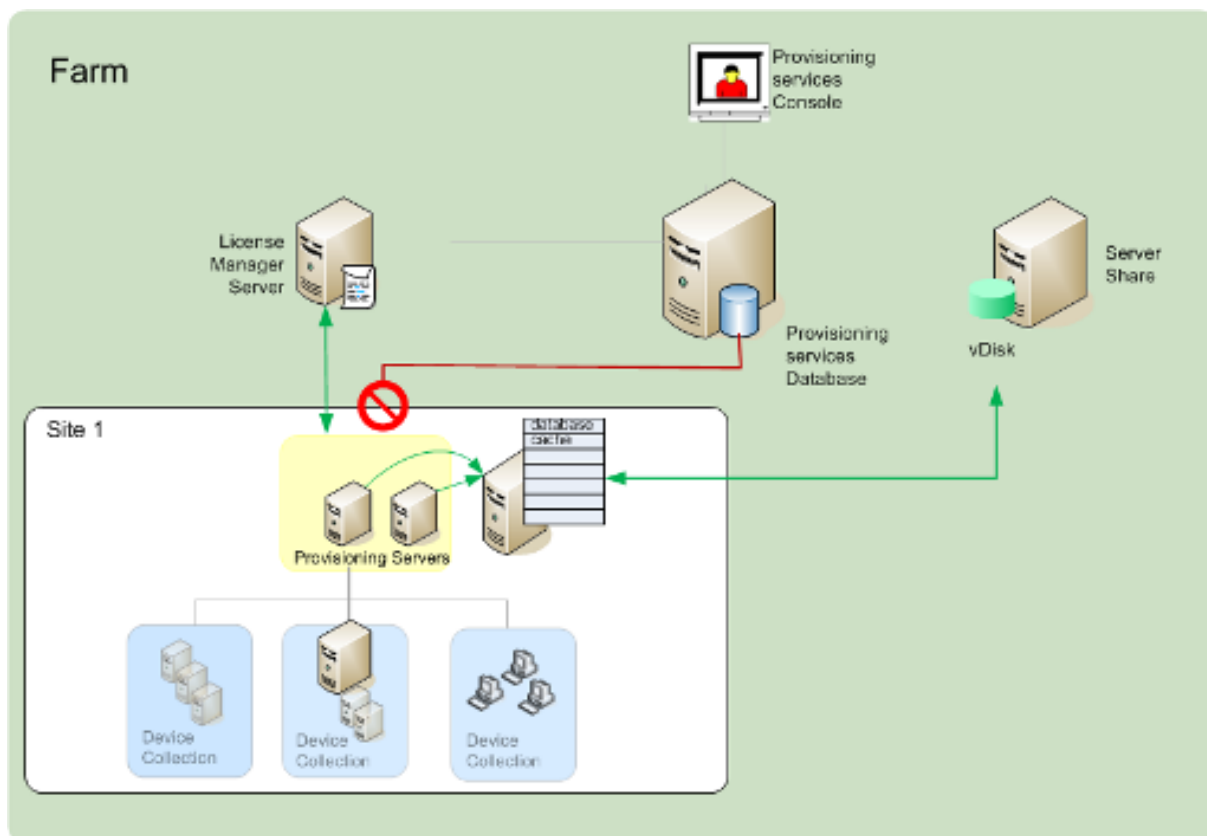 Farm
Provisioning
services
Console
License
Manager
Server
Server
Share
vDisk
Provisioning
services
Database
Site 1
database
cache
Provisioning Servers
Device
Collection
Device
Collection
Device
Collection